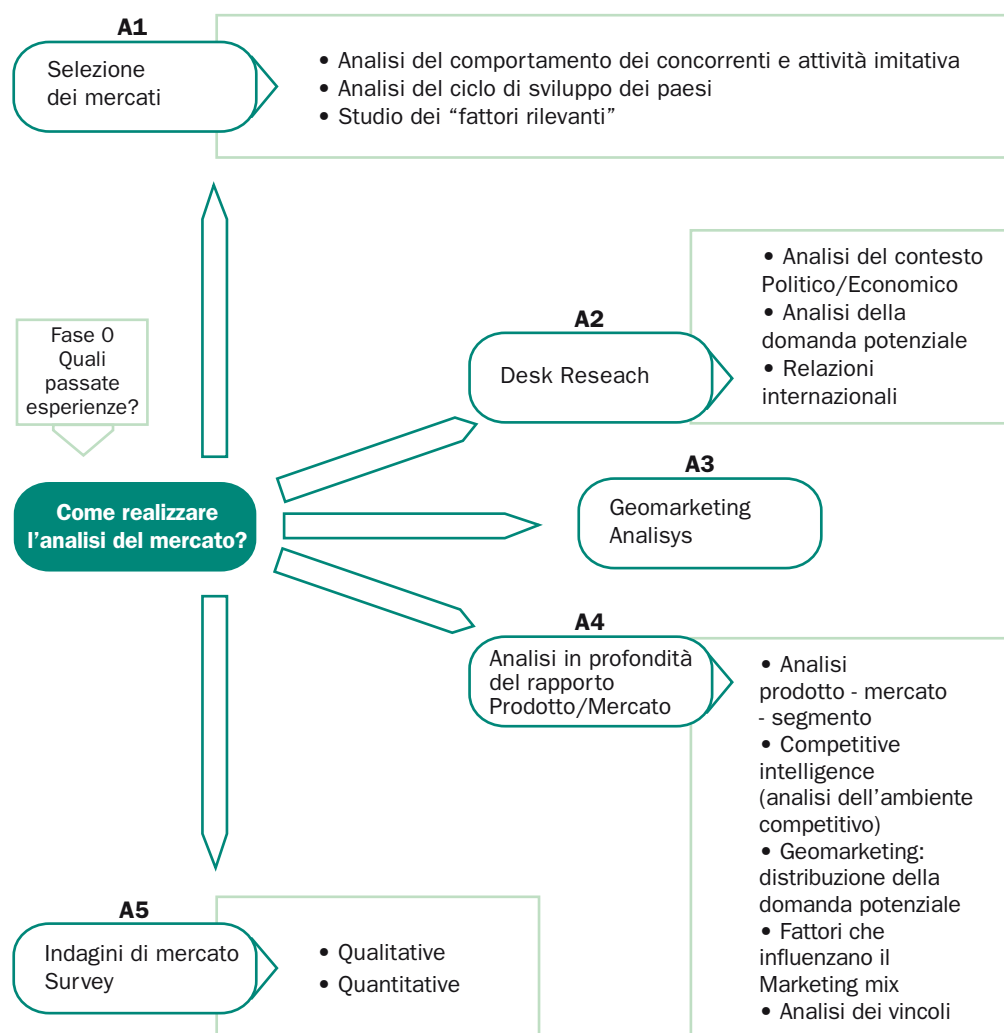 A1
Selezione
dei mercati
• Analisi del comportamento dei concorrenti e attività imitativa
• Analisi del ciclo di sviluppo dei paesi
• Studio dei “fattori rilevanti”
Fase 0
Quali
passate
esperienze?
Come realizzare
l’analisi del mercato?
A2
Desk Reseach
• Analisi del contesto
Politico/Economico
• Analisi della
domanda potenziale
• Relazioni
internazionali
A3
Geomarketing
Analisys
A4
Analisi in profondità
del rapporto
Prodotto/Mercato
• Analisi
prodotto - mercato
- segmento
• Competitive
intelligence
(analisi dell’ambiente
competitivo)
• Geomarketing:
distribuzione della
domanda potenziale
• Fattori che
influenzano il
Marketing mix
• Analisi dei vincoli
A5
Indagini di mercato
Survey
• Qualitative
• Quantitative